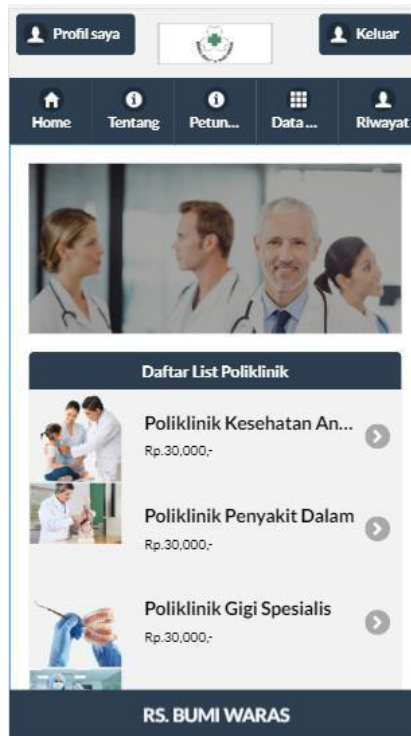 Profil saya
Keluar
Home
Tentang
Petun...
Data ...
Riwayat
Daftar List Poliklinik
Poliklinik Kesehatan An...
Rp.30,000,-
Poliklinik Penyakit Dalam
Rp.30,000,-
Poliklinik Gigi Spesialis
Rp.30,000,-
RS. BUMI WARAS